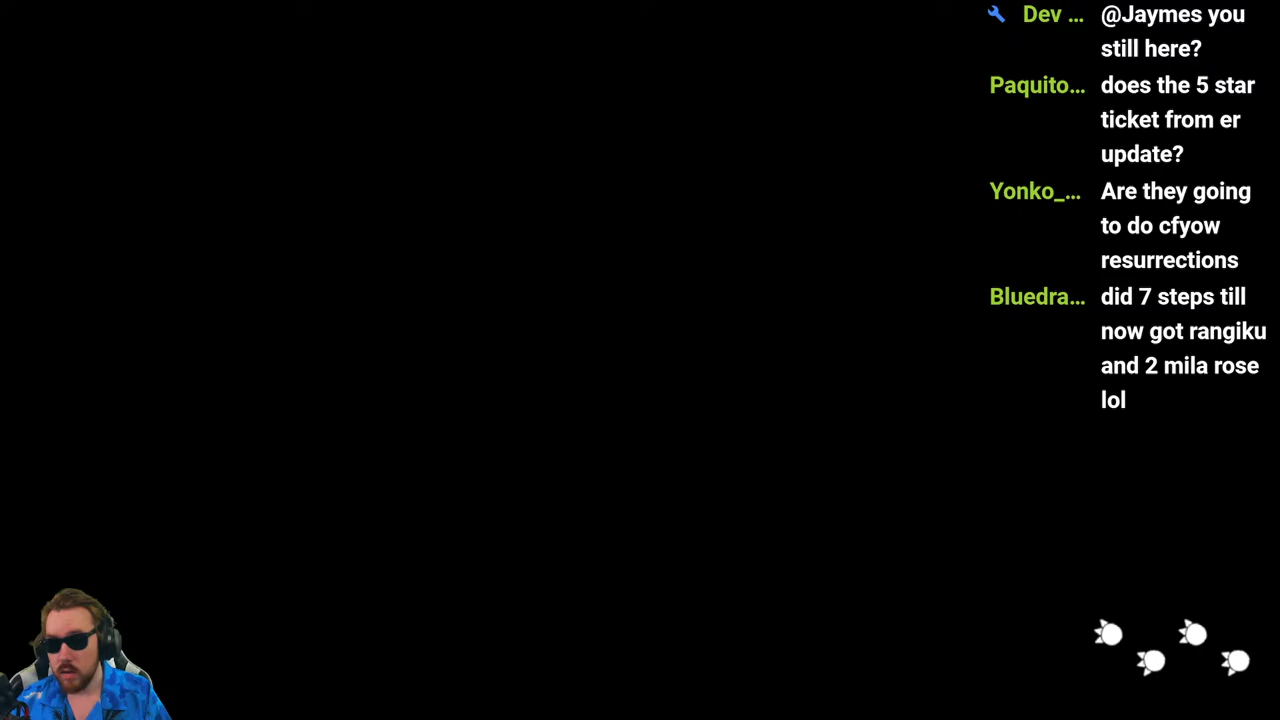 Dev … @Jaymes you
still here?
Paquito… does the 5 star
ticket from er
update?
Yonko_… Are they going
to do cfyow
resurrections
Bluedra… did 7 steps till
now got rangiku
and 2 mila rose
lol